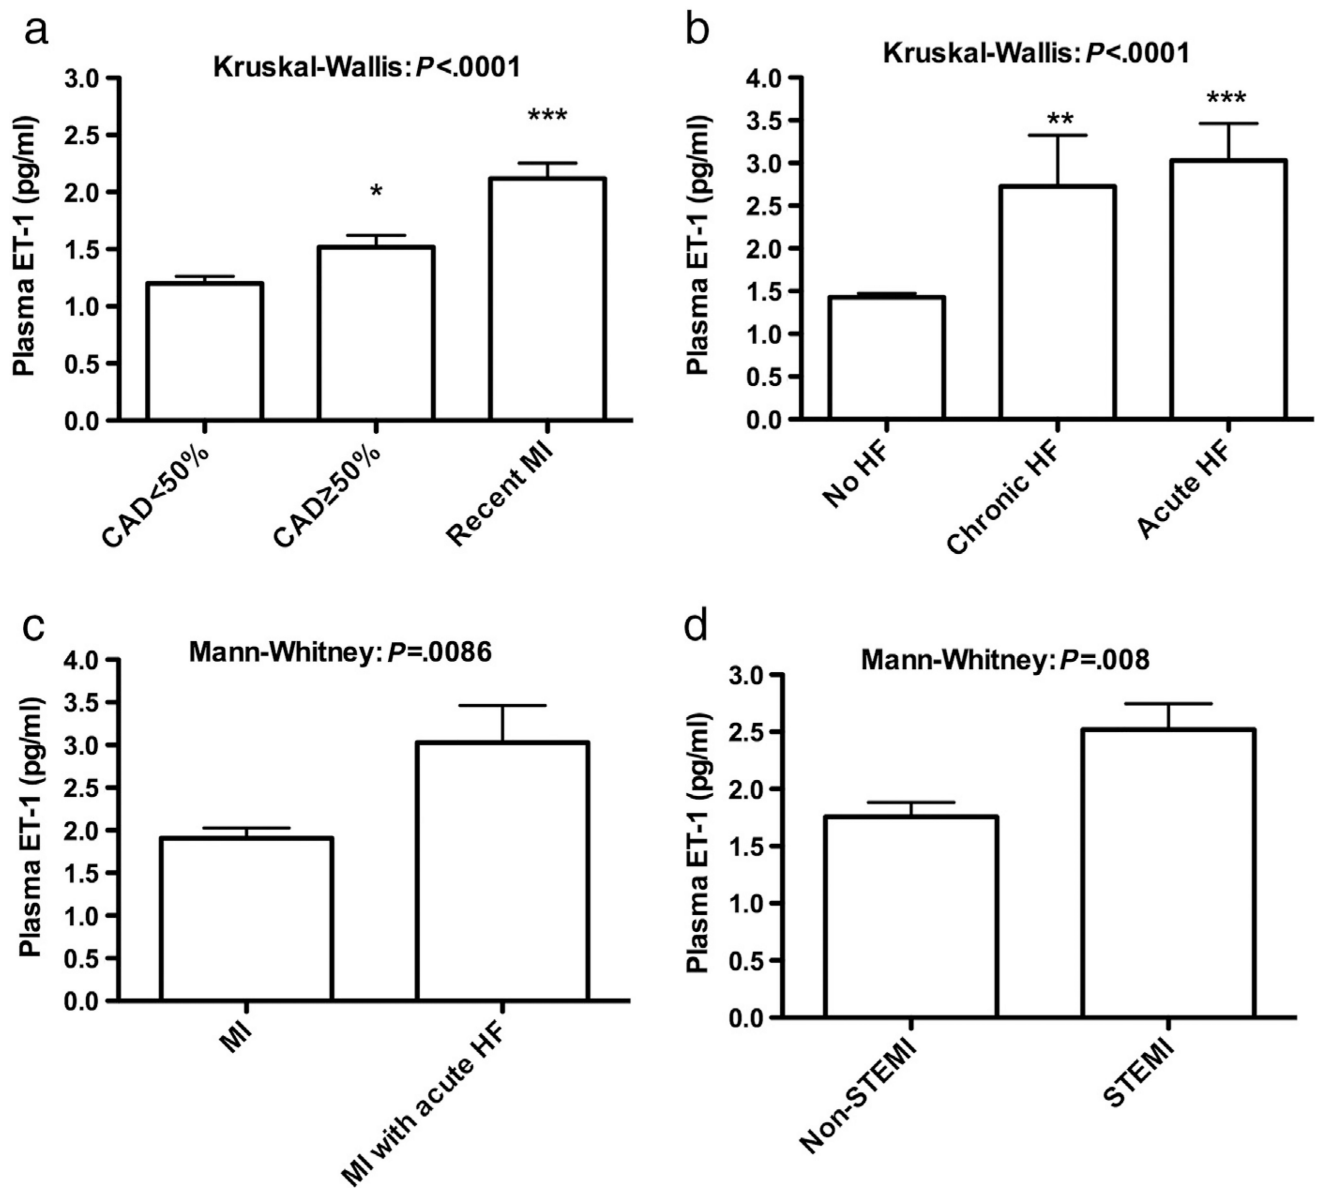 a
Kruskal-Wallis: P<.0001
Plasma ET-1 (pg/ml)
3.0
2.5
2.0
1.5
1.0
0.5
0.0
*
***
CAD<50%
CAD≥50%
Recent MI
b
Kruskal-Wallis: P<.0001
Plasma ET-1 (pg/ml)
4.0
3.5
3.0
2.5
2.0
1.5
1.0
0.5
0.0
**
***
No HF
Chronic HF
Acute HF
c
Mann-Whitney: P=.0086
Plasma ET-1 (pg/ml)
4.0
3.5
3.0
2.5
2.0
1.5
1.0
0.5
0.0
MI
MI with acute HF
d
Mann-Whitney: P=.008
Plasma ET-1 (pg/ml)
3.0
2.5
2.0
1.5
1.0
0.5
0.0
Non-STEMI
STEMI